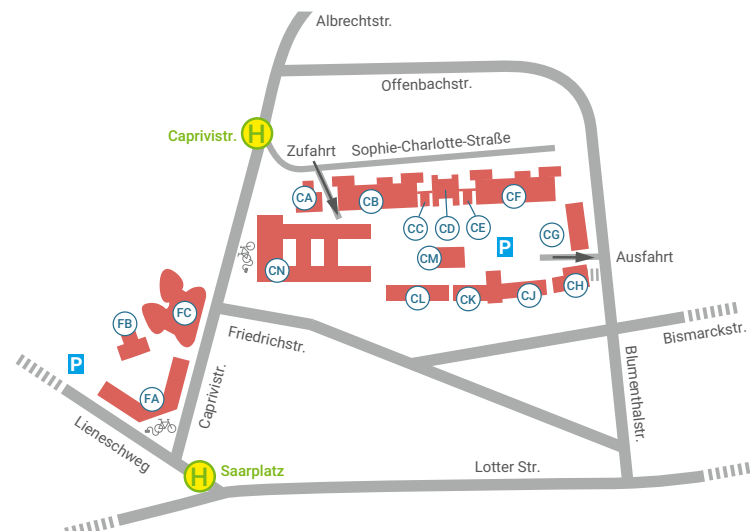 Albrechtstr.
Offenbachstr.
Caprivistr.
H
Zufahrt
Sophie-Charlotte-Straße
CA
CB
CF
CC
CD
CE
CG
P
CM
Ausfahrt
CN
CH
CL
CK
CJ
FC
FB
Friedrichstr.
Bismarckstr.
P
FA
Caprivistr.
Blumenthalstr.
Lieneschweg
H
Saarplatz
Lotter Str.